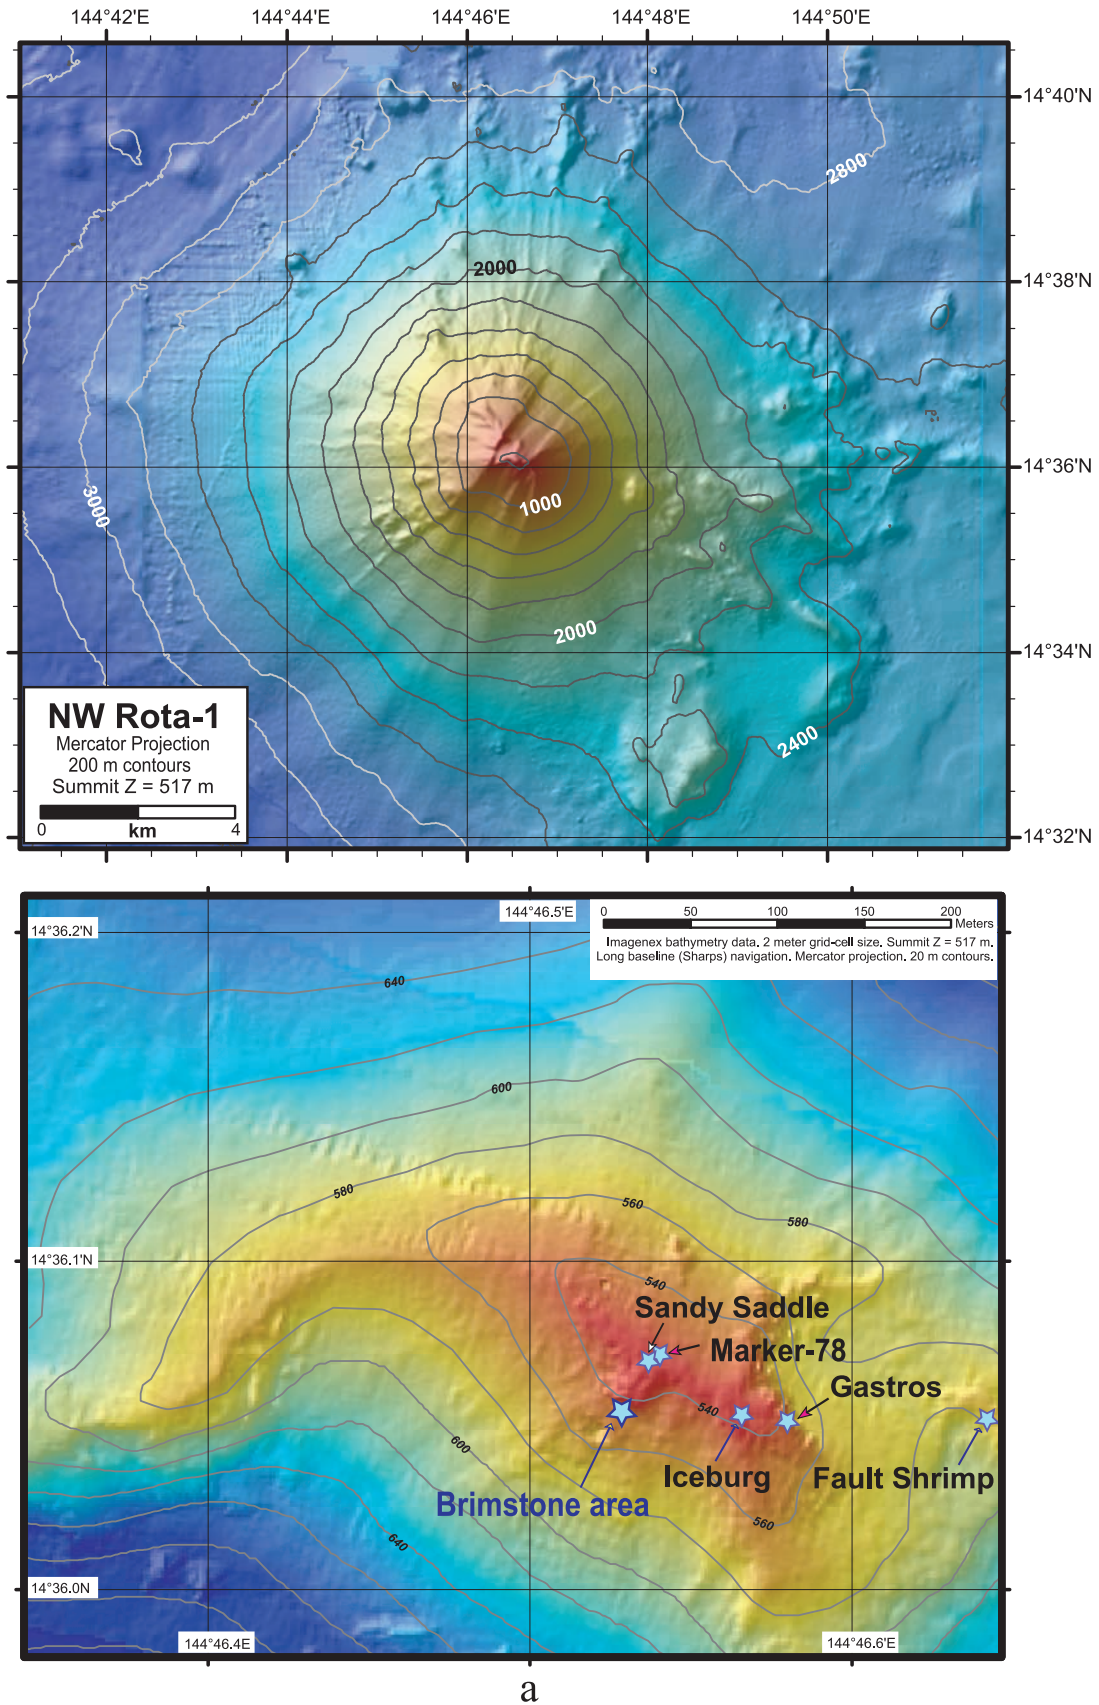 144°42'E 144°44'E 144°46'E 144°48'E 144°50'E
14°40'N
2800
2000
14°38'N
14°36'N
3000
1000
2000
14°34'N
2400
14°32'N
NW Rota-1
Mercator Projection
200 m contours
Summit Z = 517 m
0 km 4
144°46.5'E
0 50 100 150 200
Meters
Imagenex bathymetry data. 2 meter grid-cell size. Summit Z = 517 m.
Long baseline (Sharps) navigation. Mercator projection. 20 m contours.
14°36.2'N
640
600
580
560
580
14°36.1'N
540
Sandy Saddle
Marker-78
Gastros
540
600
Iceburg
Fault Shrimp
Brimstone area
560
640
14°36.0N
144°46.4E
144°46.6'E
a